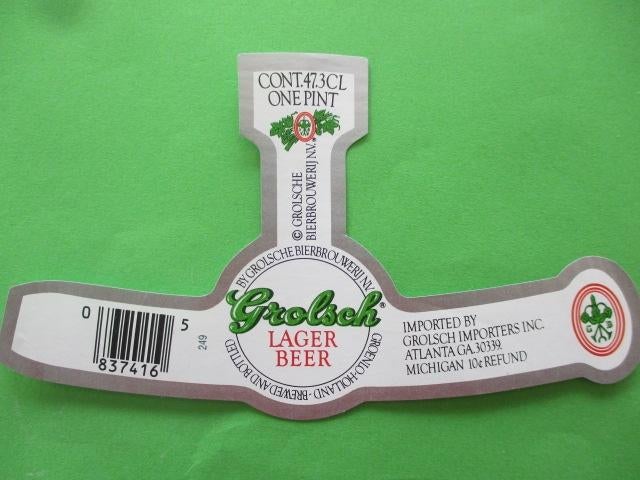 CONT.47.3CL
ONE PINT
© GROLSCHE
BIERBROUWERIJ N.V.
BREWED AND BOTTLED BY GROLSCHE BIERBROUWERIJ N.V. GROENLO-HOLLAND -
Grolsch®
LAGER
BEER
0 837416 5
249
IMPORTED BY
GROLSCH IMPORTERS INC.
ATLANTA GA.30339.
MICHIGAN 10¢ REFUND
G B